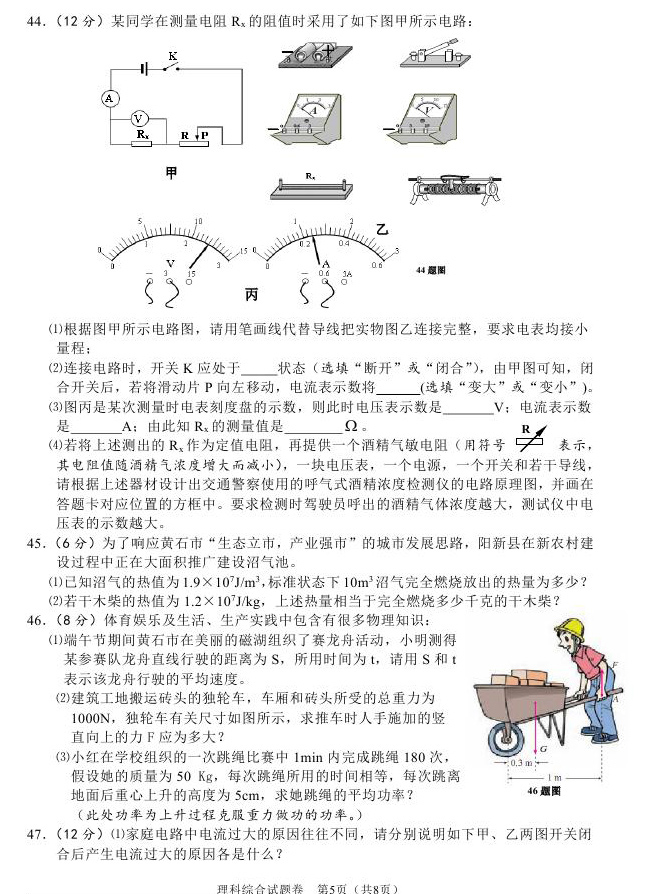 44.（12 分）某同学在测量电阻 Rₓ 的阻值时采用了如下图甲所示电路：
K
A
V
Rₓ R P
甲
A
V
Rₓ
乙
0 5 10 15
0 1 2 3
V
— 3 15
0 1 2 3
0 0.2 0.4 0.6
A
— 0.6 3A
丙
44 题图
⑴根据图甲所示电路图，请用笔画线代替导线把实物图乙连接完整，要求电表均接小
量程；
⑵连接电路时，开关 K 应处于____状态（选填“断开”或“闭合”），由甲图可知，闭
合开关后，若将滑动片 P 向左移动，电流表示数将_____(选填“变大”或“变小”)。
⑶图丙是某次测量时电表刻度盘的示数，则此时电压表示数是______V；电流表示数
是______A；由此知 Rₓ 的测量值是_______Ω 。
⑷若将上述测出的 Rₓ 作为定值电阻，再提供一个酒精气敏电阻（用符号 R 表示，
其电阻值随酒精气浓度增大而减小），一块电压表，一个电源，一个开关和若干导线，
请根据上述器材设计出交通警察使用的呼气式酒精浓度检测仪的电路原理图，并画在
答题卡对应位置的方框中。要求检测时驾驶员呼出的酒精气体浓度越大，测试仪中电
压表的示数越大。
45.（6 分）为了响应黄石市“生态立市，产业强市”的城市发展思路，阳新县在新农村建
设过程中正在大面积推广建设沼气池。
⑴已知沼气的热值为 1.9×10⁷J/m³,标准状态下 10m³ 沼气完全燃烧放出的热量为多少？
⑵若干木柴的热值为 1.2×10⁷J/kg，上述热量相当于完全燃烧多少千克的干木柴？
46.（8 分）体育娱乐及生活、生产实践中包含有很多物理知识：
⑴端午节期间黄石市在美丽的磁湖组织了赛龙舟活动，小明测得
某参赛队龙舟直线行驶的距离为 S，所用时间为 t，请用 S 和 t
表示该龙舟行驶的平均速度。
⑵建筑工地搬运砖头的独轮车，车厢和砖头所受的总重力为
1000N，独轮车有关尺寸如图所示，求推车时人手施加的竖
直向上的力 F 应为多大？
⑶小红在学校组织的一次跳绳比赛中 1min 内完成跳绳 180 次，
假设她的质量为 50 Kg，每次跳绳所用的时间相等，每次跳离
地面后重心上升的高度为 5cm，求她跳绳的平均功率？
（此处功率为上升过程克服重力做功的功率。）
F
A
G
0.3 m
1 m
46 题图
47.（12 分）⑴家庭电路中电流过大的原因往往不同，请分别说明如下甲、乙两图开关闭
合后产生电流过大的原因各是什么？
理科综合试题卷 第5页（共8页）